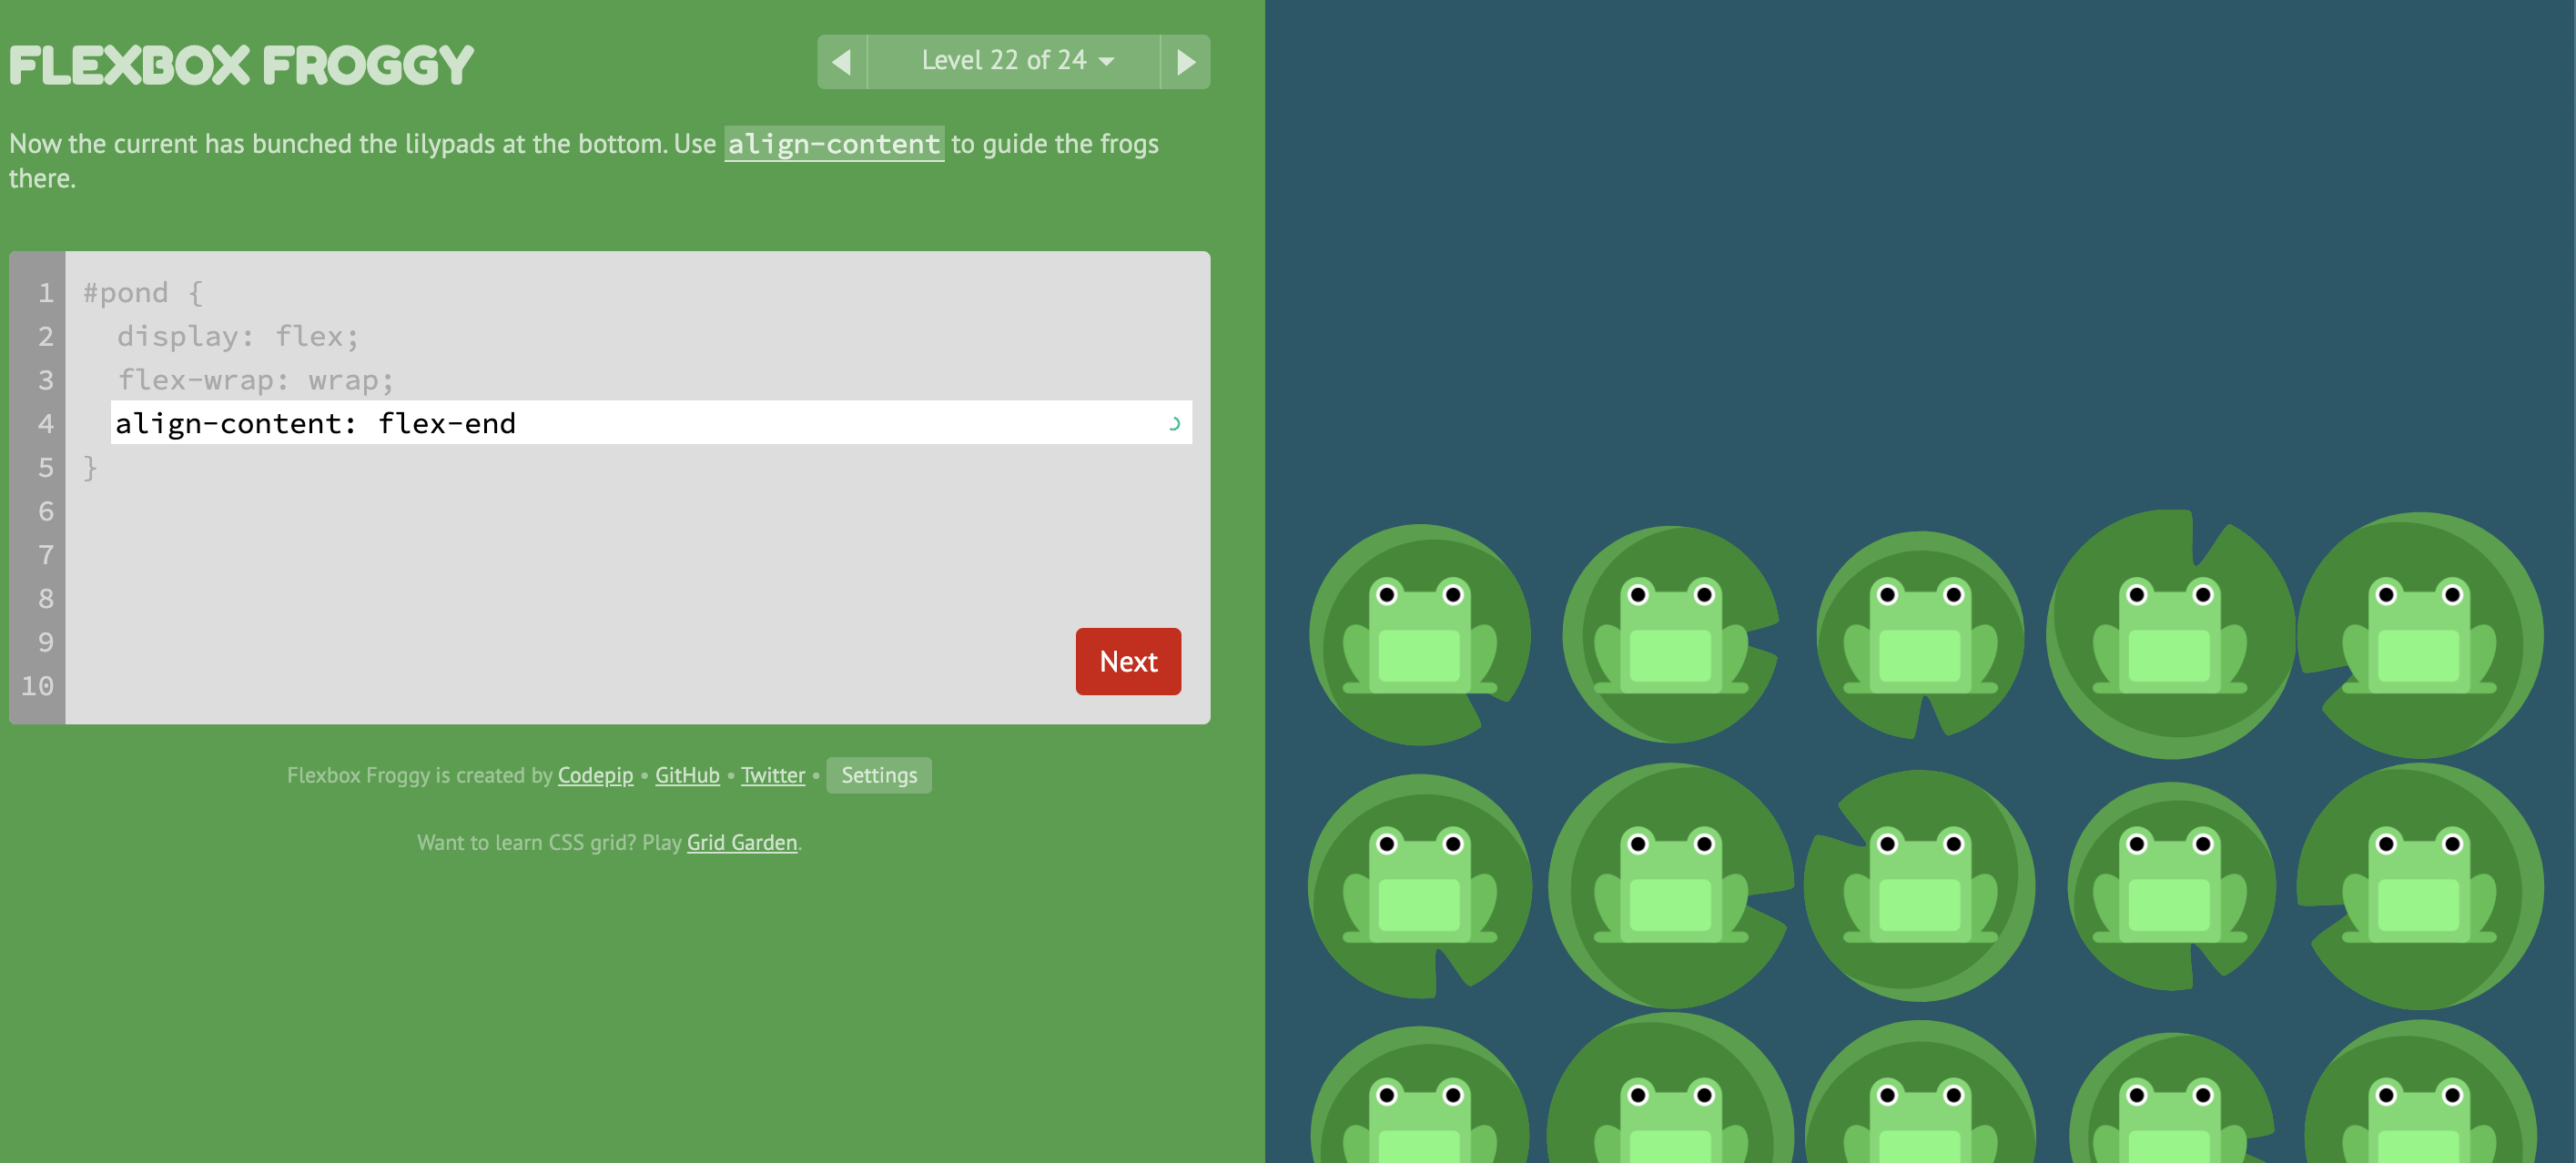 FLEXBOX FROGGY
Level 22 of 24
Now the current has bunched the lilypads at the bottom. Use align-content to guide the frogs
there.
1 #pond {
2 display: flex;
3 flex-wrap: wrap;
4 align-content: flex-end
5 }
6
7
8
9
10
Next
Flexbox Froggy is created by Codepip • GitHub • Twitter • Settings
Want to learn CSS grid? Play Grid Garden.